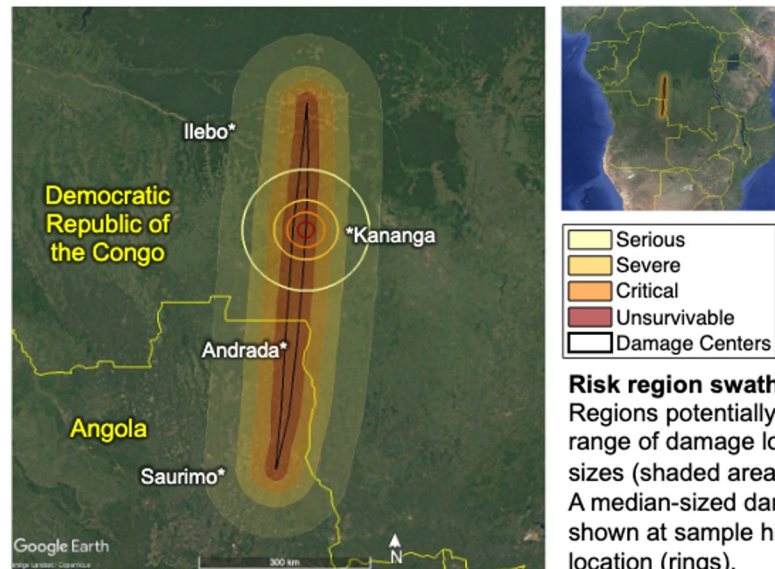 Ilebo*
Democratic
Republic of
the Congo
*Kananga
Andrada*
Angola
Saurimo*
Google Earth
300 km
N
Serious
Severe
Critical
Unsurvivable
Damage Centers
Risk region swath
Regions potentially
range of damage lo
sizes (shaded area
A median-sized dam
shown at sample h
location (rings).